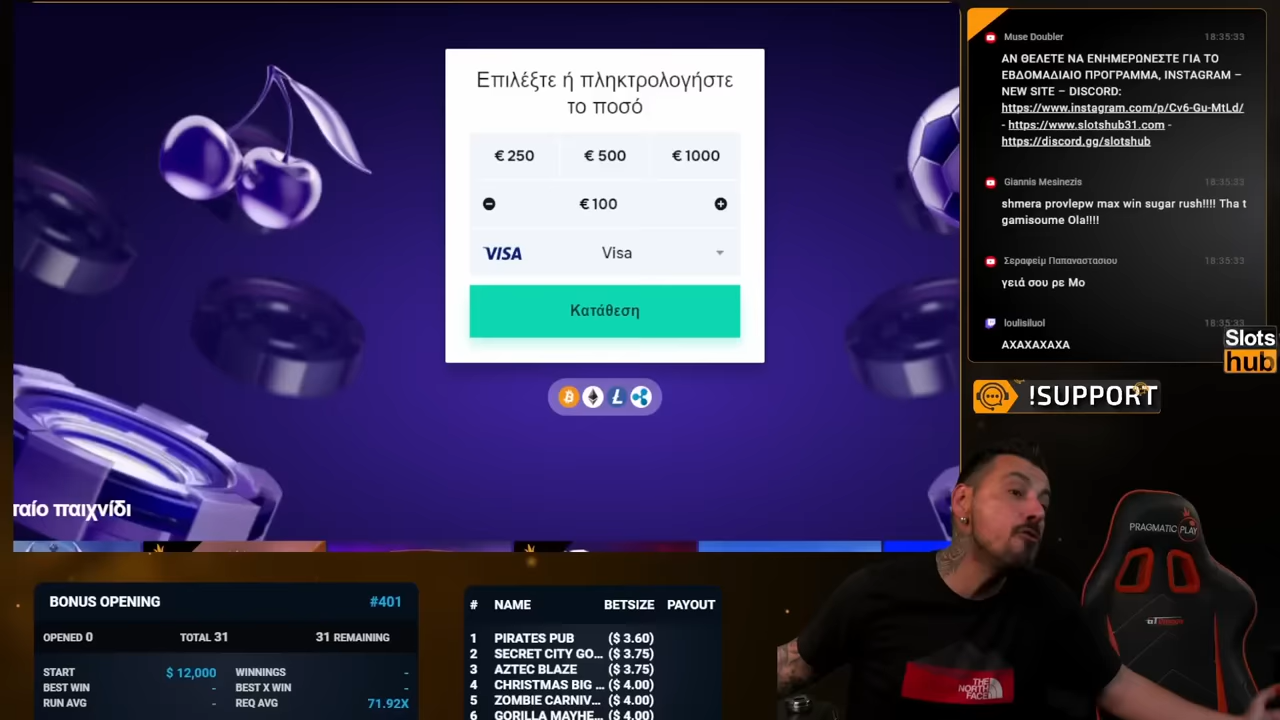 Επιλέξτε ή πληκτρολογήστε
το ποσό
€ 250
€ 500
€ 1000
€ 100
VISA
Visa
Κατάθεση
ταίο παιχνίδι
Muse Doubler
18:35:33
ΑΝ ΘΕΛΕΤΕ ΝΑ ΕΝΗΜΕΡΩΝΕΣΤΕ ΓΙΑ ΤΟ
ΕΒΔΟΜΑΔΙΑΙΟ ΠΡΟΓΡΑΜΜΑ, INSTAGRAM –
NEW SITE – DISCORD:
https://www.instagram.com/p/Cv6-Gu-MtLd/
- https://www.slotshub31.com -
https://discord.gg/slotshub
Giannis Mesinezis
18:35:33
shmera provlepw max win sugar rush!!!! Tha t
gamisoume Ola!!!!
Σεραφείμ Παπαναστασιου
18:35:33
γειά σου ρε Μο
loulisiluol
18:35:33
ΑΧΑΧΑΧΑΧΑ
Slots
hub
!SUPPORT
PRAGMATIC PLAY
THE
NORTH
FACE
BONUS OPENING
#401
OPENED 0
TOTAL 31
31 REMAINING
START
$ 12,000
WINNINGS
-
BEST WIN
-
BEST X WIN
-
RUN AVG
-
REQ AVG
71.92X
# NAME BETSIZE PAYOUT
1 PIRATES PUB ($ 3.60)
2 SECRET CITY GO... ($ 3.75)
3 AZTEC BLAZE ($ 3.75)
4 CHRISTMAS BIG ... ($ 4.00)
5 ZOMBIE CARNIV... ($ 4.00)
6 GORILLA MAYHE... ($ 4.00)